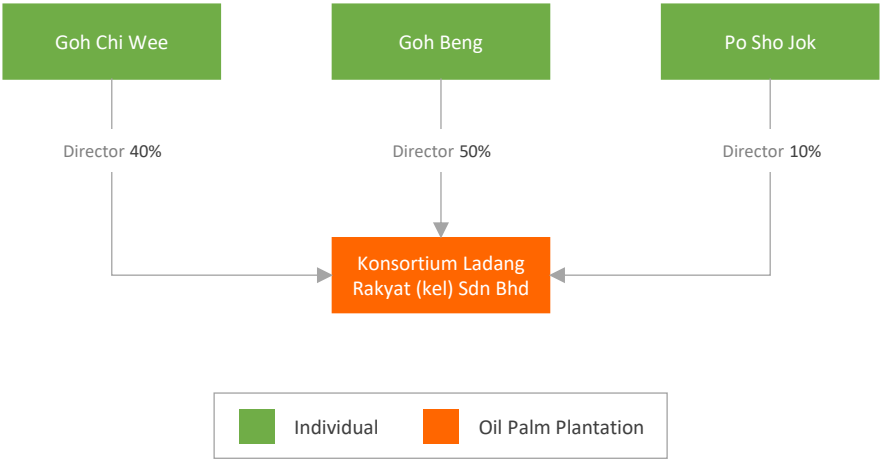 Goh Chi Wee
Goh Beng
Po Sho Jok
Director 40%
Director 50%
Director 10%
Konsortium Ladang
Rakyat (kel) Sdn Bhd
Individual
Oil Palm Plantation